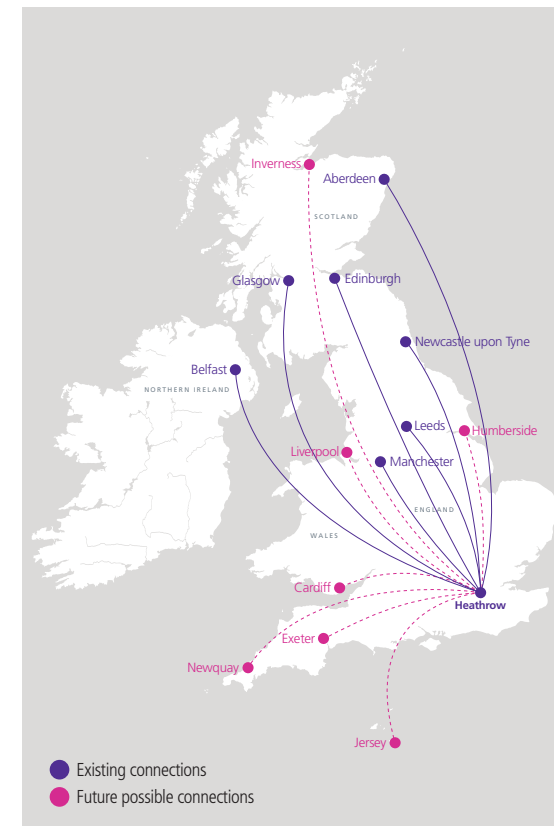 Inverness
Aberdeen
SCOTLAND
Glasgow
Edinburgh
Newcastle upon Tyne
Belfast
NORTHERN IRELAND
Leeds
Humberside
Liverpool
Manchester
ENGLAND
WALES
Cardiff
Heathrow
Exeter
Newquay
Jersey
Existing connections
Future possible connections